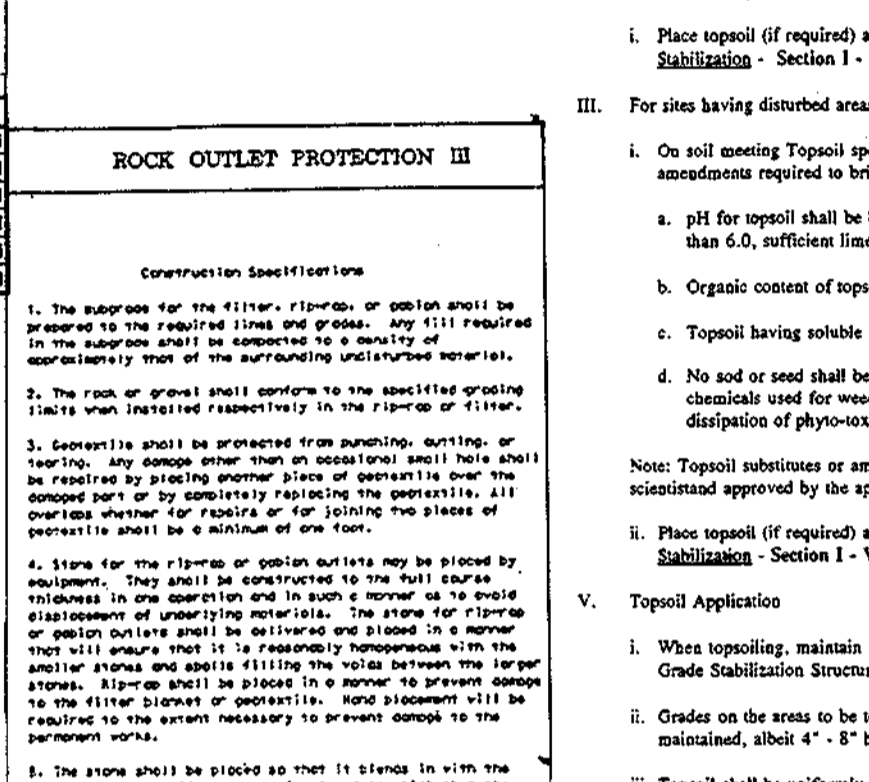 ROCK OUTLET PROTECTION III
Construction Specifications
1. The subgrade for the filter, rip-rap, or gabion shall be
prepared to the required lines and grades. Any fill required
in the subgrade shall be compacted to a density of
approximately that of the surrounding undisturbed material.
2. The rock or gravel shall conform to the specified grading
limits when installed respectively in the rip-rap or filter.
3. Geotextile shall be protected from punching, cutting, or
tearing. Any damage other than an occasional small hole shall
be repaired by placing another piece of geotextile over the
damaged part or by completely replacing the geotextile. All
overlaps whether for repairs or for joining two pieces of
geotextile shall be a minimum of one foot.
4. Stone for the rip-rap or gabion outlets may be placed by
equipment. They shall be constructed to the full course
thickness in one operation and in such a manner as to avoid
displacement of underlying materials. The stone for rip-rap
or gabion outlets shall be delivered and placed in a manner
that will ensure that it is reasonably homogeneous with the
smaller stones and spalls filling the voids between the larger
stones. Rip-rap shall be placed in a manner to prevent damage
to the filter blanket or geotextile. Hand placement will be
required to the extent necessary to prevent damage to the
permanent works.
5. The stone shall be placed so that it blends in with the
i. Place topsoil (if required) a
Stabilization - Section I -
III. For sites having disturbed areas
i. On soil meeting Topsoil sp
amendments required to bri
a. pH for topsoil shall be
than 6.0, sufficient lime
b. Organic content of tops
c. Topsoil having soluble
d. No sod or seed shall be
chemicals used for wee
dissipation of phyto-tox
Note: Topsoil substitutes or am
scientistand approved by the ap
ii. Place topsoil (if required) a
Stabilization - Section I - V
V. Topsoil Application
i. When topsoiling, maintain
Grade Stabilization Structur
ii. Grades on the areas to be t
maintained, albeit 4" - 8" h
iii. Topsoil shall be uniformly